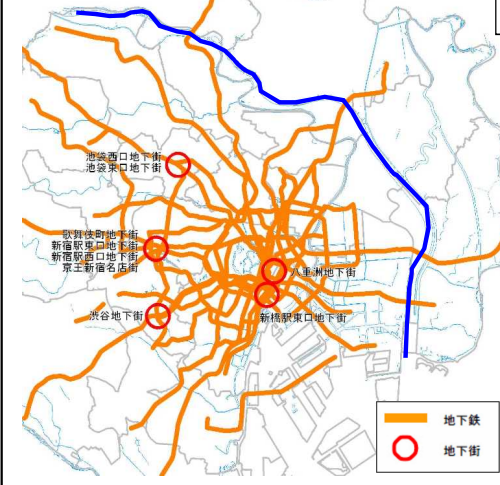 池袋西口地下街
池袋東口地下街
歌舞伎町地下街
新宿駅東口地下街
新宿駅西口地下街
京王新宿名店街
八重洲地下街
渋谷地下街
新橋駅東口地下街
地下鉄
地下街